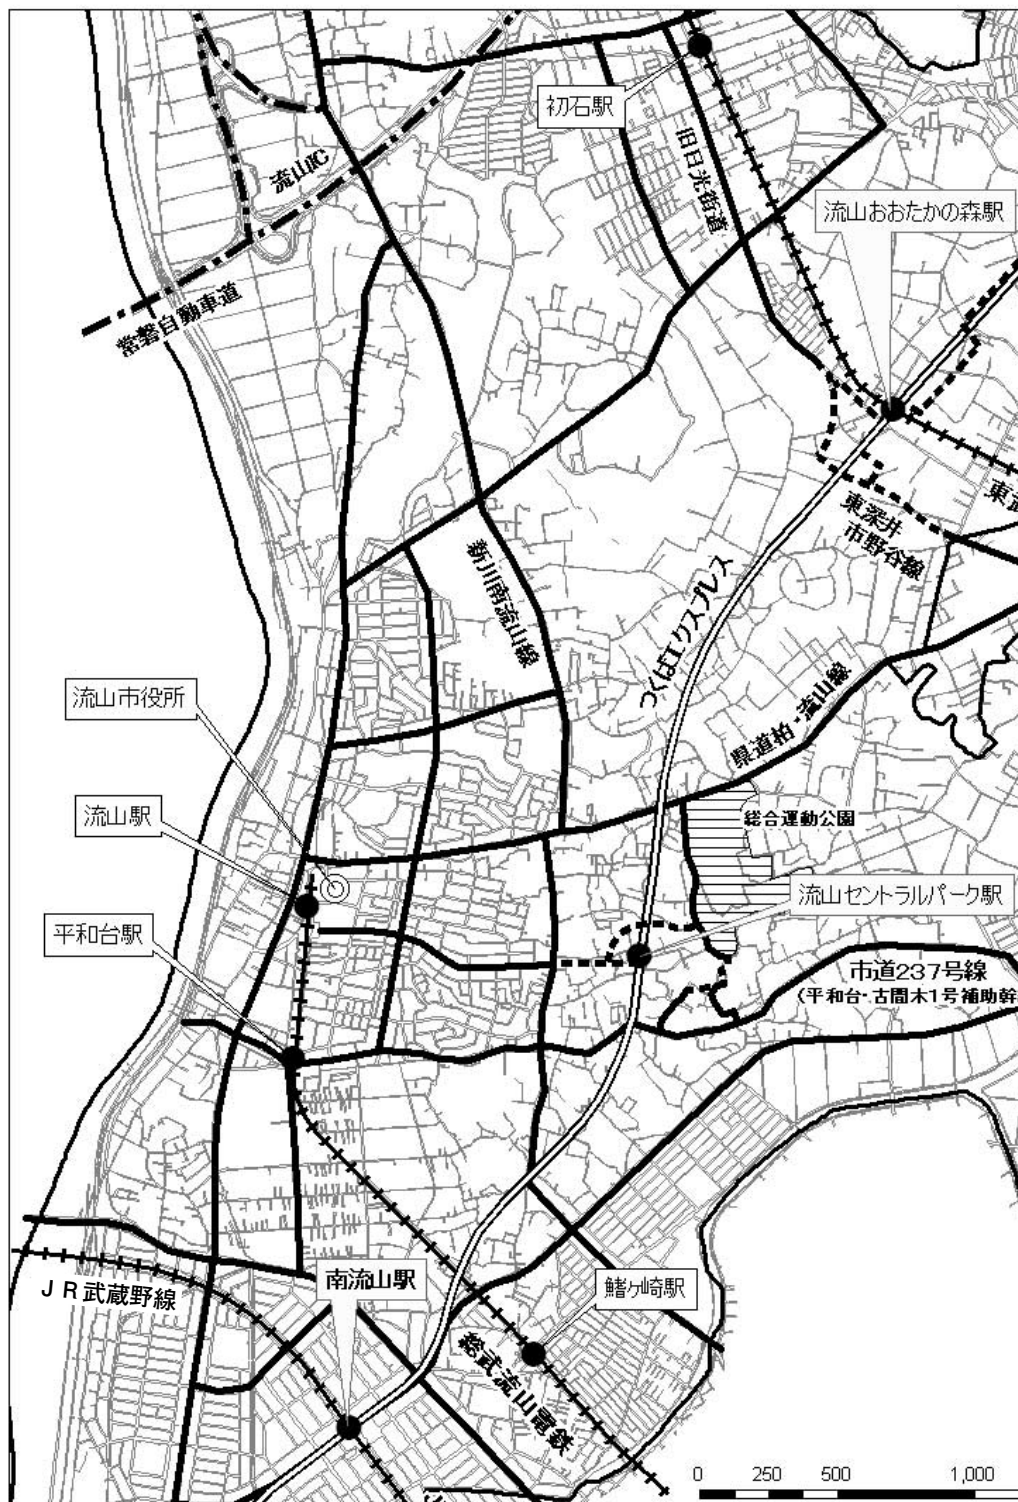 初石駅
旧日光街道
流山IC
流山おおたかの森駅
常磐自動車道
東深井
市野谷線
新川南流山線
つくばエクスプレス
流山市役所
県道柏・流山線
流山駅
総合運動公園
流山セントラルパーク駅
平和台駅
市道237号線
(平和台・古間木1号補助幹
南流山駅
鰭ヶ崎駅
JR武蔵野線
総武流山電鉄
0 250 500 1,000